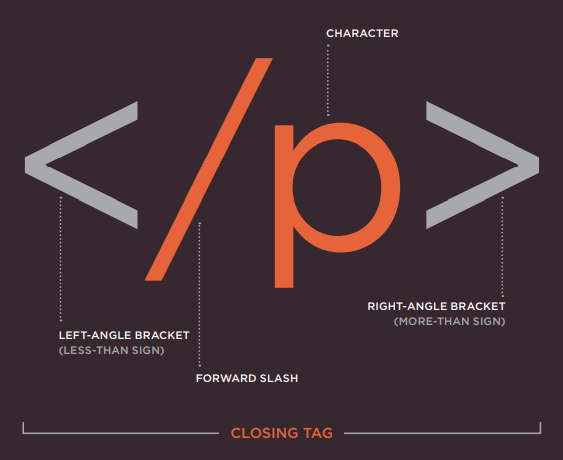 CHARACTER
</p>
RIGHT-ANGLE BRACKET
(MORE-THAN SIGN)
LEFT-ANGLE BRACKET
(LESS-THAN SIGN)
FORWARD SLASH
CLOSING TAG